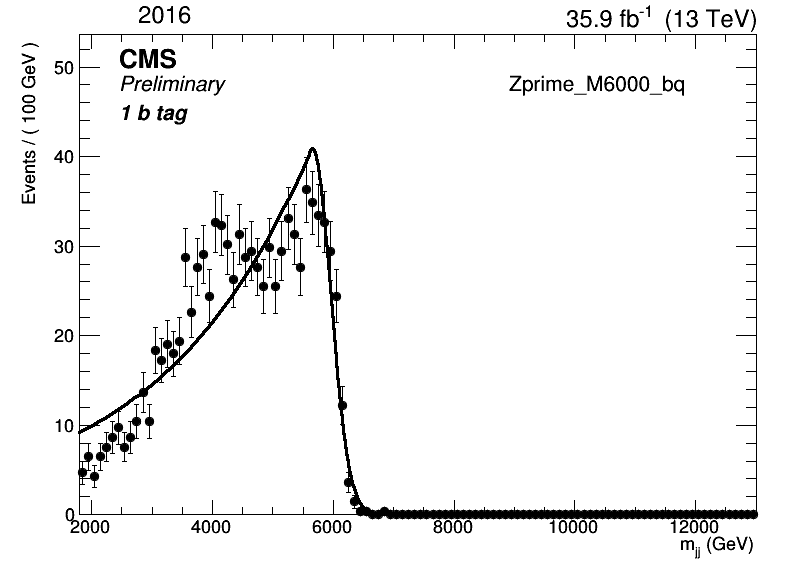 2016
35.9 fb⁻¹ (13 TeV)
CMS
Preliminary
1 b tag
Zprime_M6000_bq
Events / ( 100 GeV )
50
40
30
20
10
0
2000 4000 6000 8000 10000 12000
m_jj (GeV)